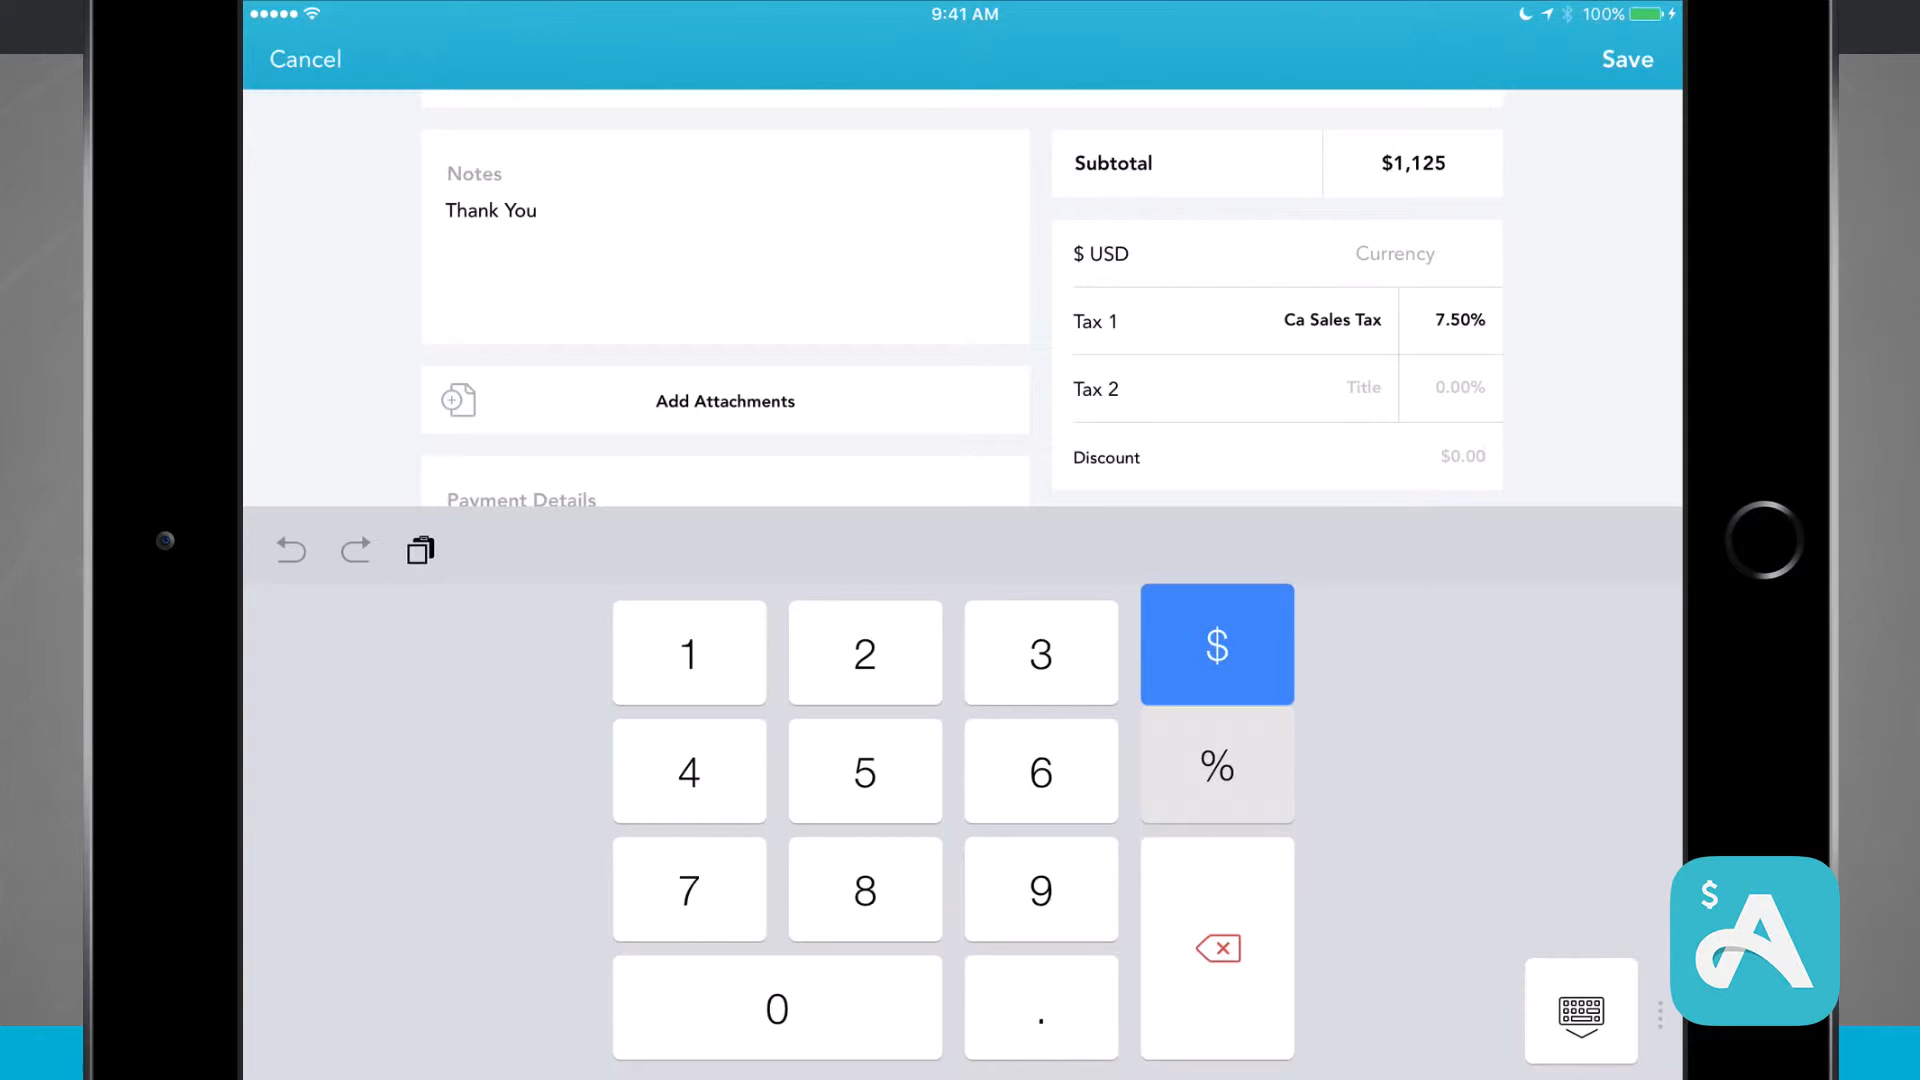 9:41 AM
100%
Cancel
Save
Notes
Thank You
Subtotal
$1,125
$ USD
Currency
Tax 1
Ca Sales Tax
7.50%
Tax 2
Title
0.00%
Discount
$0.00
Add Attachments
Payment Details
1
2
3
$
4
5
6
%
7
8
9
0
.
$ A